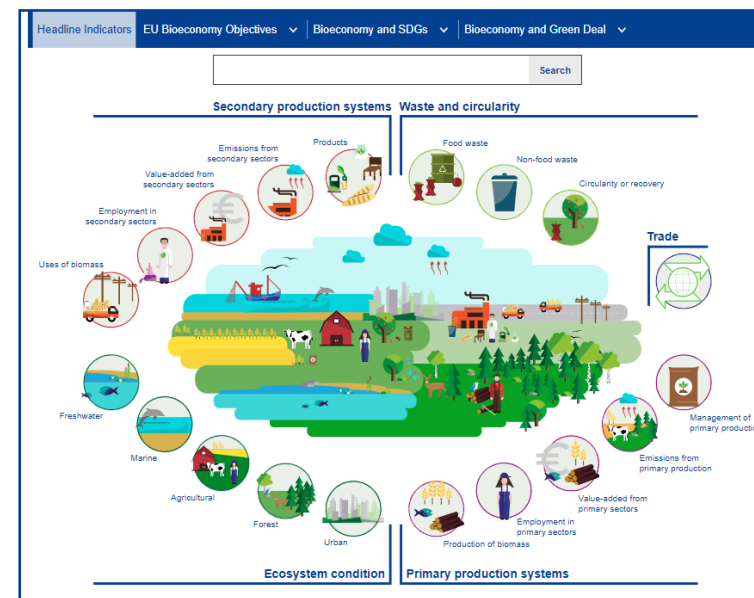 Headline Indicators
EU Bioeconomy Objectives
Bioeconomy and SDGs
Bioeconomy and Green Deal
Search
Secondary production systems
Waste and circularity
Products
Food waste
Emissions from
secondary sectors
Non-food waste
Value-added from
secondary sectors
Circularity or recovery
Employment in
secondary sectors
Trade
Uses of biomass
Freshwater
Management of
primary productio
Marine
Emissions from
primary production
Agricultural
Value-added from
primary sectors
Forest
Employment in
primary sectors
Urban
Production of biomass
Ecosystem condition
Primary production systems